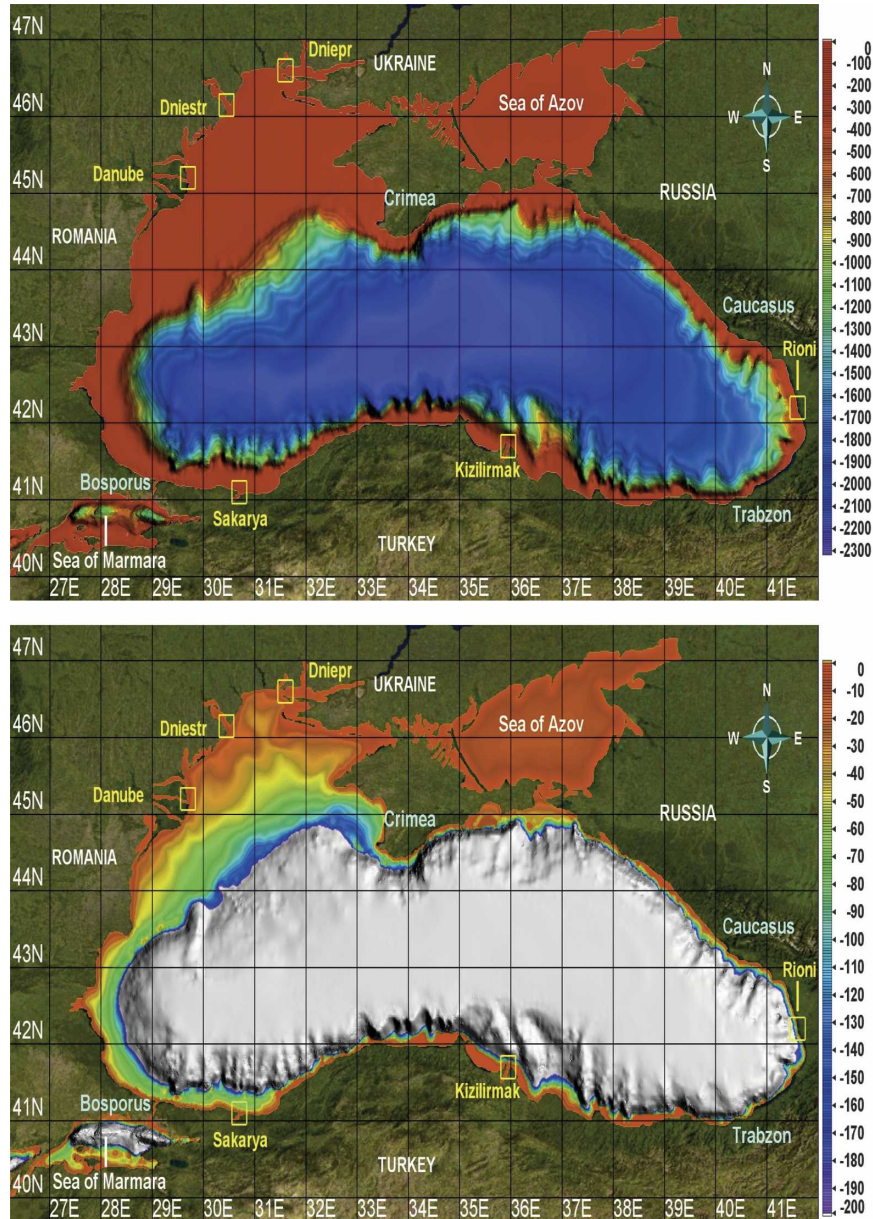 47N
Dniepr
UKRAINE
0
-100
-200
-300
-400
-500
-600
-700
-800
-900
-1000
-1100
-1200
-1300
-1400
-1500
-1600
-1700
-1800
-1900
-2000
-2100
-2200
-2300
N
W E
S
46N
Dniestr
Sea of Azov
45N
Danube
Crimea
RUSSIA
ROMANIA
44N
Caucasus
43N
Rioni
42N
Kizilirmak
41N
Bosporus
Sakarya
Trabzon
TURKEY
40N
Sea of Marmara
27E 28E 29E 30E 31E 32E 33E 34E 35E 36E 37E 38E 39E 40E 41E
47N
Dniepr
UKRAINE
0
-10
-20
-30
-40
-50
-60
-70
-80
-90
-100
-110
-120
-130
-140
-150
-160
-170
-180
-190
-200
N
W E
S
46N
Dniestr
Sea of Azov
45N
Danube
Crimea
RUSSIA
ROMANIA
44N
Caucasus
43N
Rioni
42N
Kizilirmak
41N
Bosporus
Sakarya
Trabzon
TURKEY
40N
Sea of Marmara
27E 28E 29E 30E 31E 32E 33E 34E 35E 36E 37E 38E 39E 40E 41E